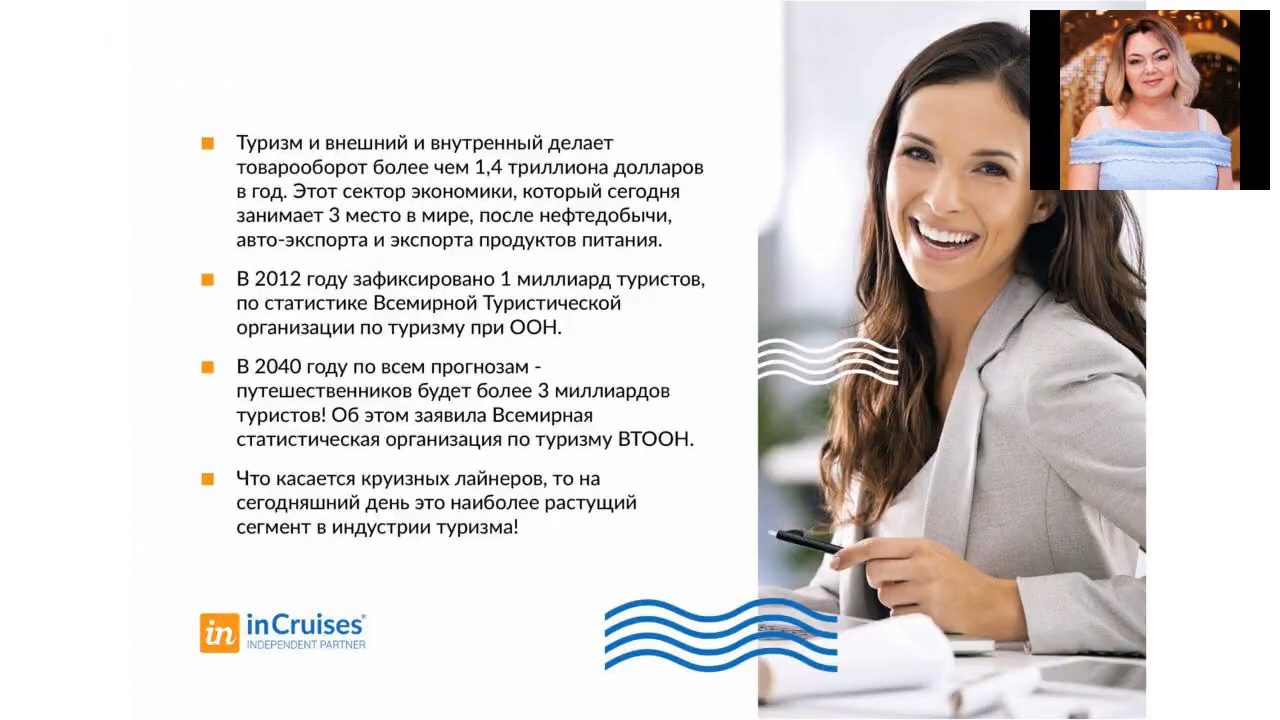 Туризм и внешний и внутренный делает
товарооборот более чем 1,4 триллиона долларов
в год. Этот сектор экономики, который сегодня
занимает 3 место в мире, после нефтедобычи,
авто-экспорта и экспорта продуктов питания.
В 2012 году зафиксировано 1 миллиард туристов,
по статистике Всемирной Туристической
организации по туризму при ООН.
В 2040 году по всем прогнозам -
путешественников будет более 3 миллиардов
туристов! Об этом заявила Всемирная
статистическая организация по туризму ВТООН.
Что касается круизных лайнеров, то на
сегодняшний день это наиболее растущий
сегмент в индустрии туризма!
in inCruises®
INDEPENDENT PARTNER